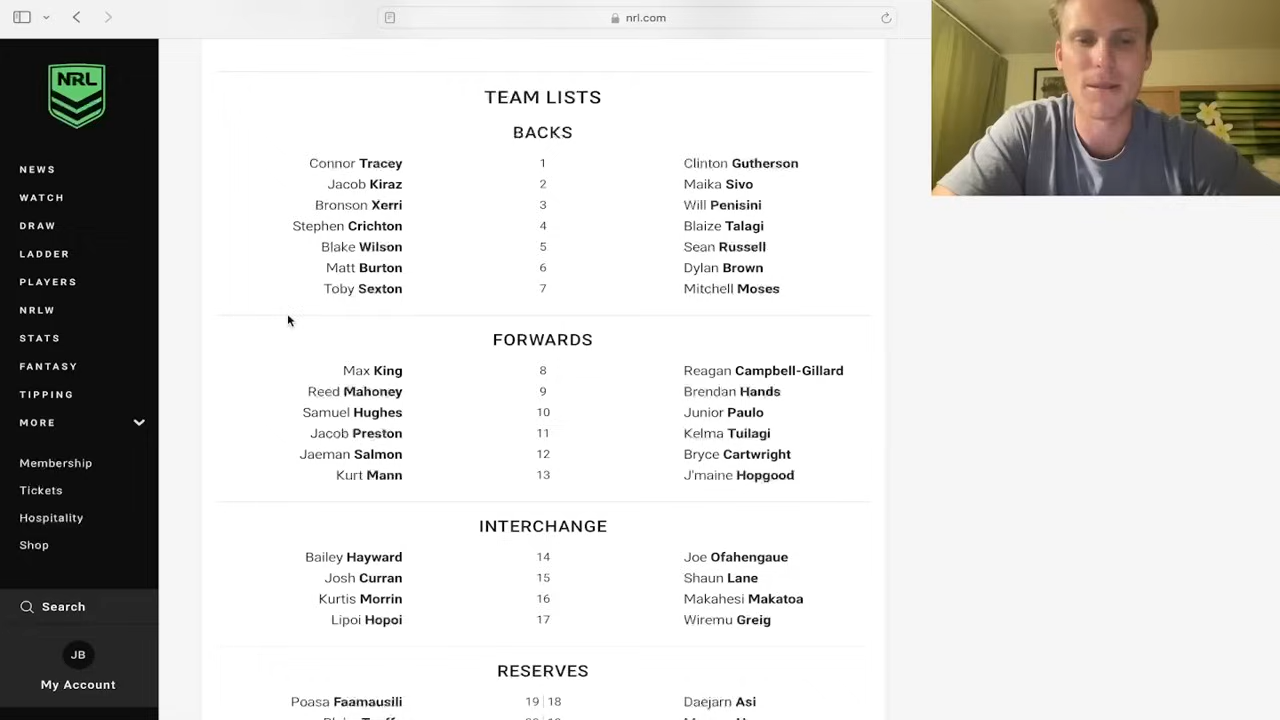 nrl.com
NRL
NEWS
WATCH
DRAW
LADDER
PLAYERS
NRLW
STATS
FANTASY
TIPPING
MORE
Membership
Tickets
Hospitality
Shop
Search
JB
My Account
TEAM LISTS
BACKS
Connor Tracey 1 Clinton Gutherson
Jacob Kiraz 2 Maika Sivo
Bronson Xerri 3 Will Penisini
Stephen Crichton 4 Blaize Talagi
Blake Wilson 5 Sean Russell
Matt Burton 6 Dylan Brown
Toby Sexton 7 Mitchell Moses
FORWARDS
Max King 8 Reagan Campbell-Gillard
Reed Mahoney 9 Brendan Hands
Samuel Hughes 10 Junior Paulo
Jacob Preston 11 Kelma Tuilagi
Jaeman Salmon 12 Bryce Cartwright
Kurt Mann 13 J'maine Hopgood
INTERCHANGE
Bailey Hayward 14 Joe Ofahengaue
Josh Curran 15 Shaun Lane
Kurtis Morrin 16 Makahesi Makatoa
Lipoi Hopoi 17 Wiremu Greig
RESERVES
Poasa Faamausili 19 | 18 Daejarn Asi